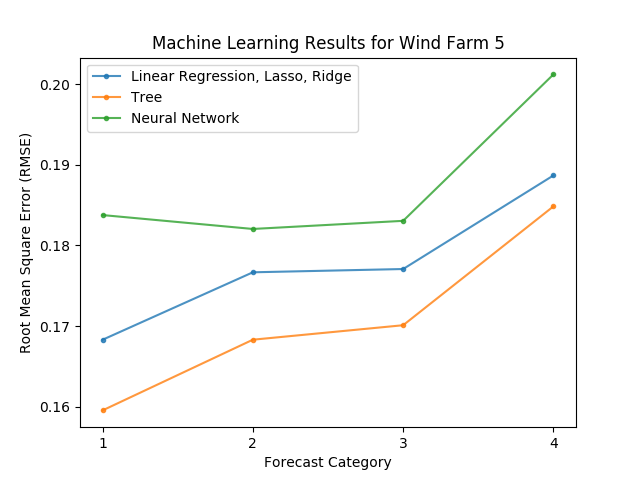 Machine Learning Results for Wind Farm 5
Linear Regression, Lasso, Ridge
Tree
Neural Network
Root Mean Square Error (RMSE)
0.20
0.19
0.18
0.17
0.16
1 2 3 4
Forecast Category